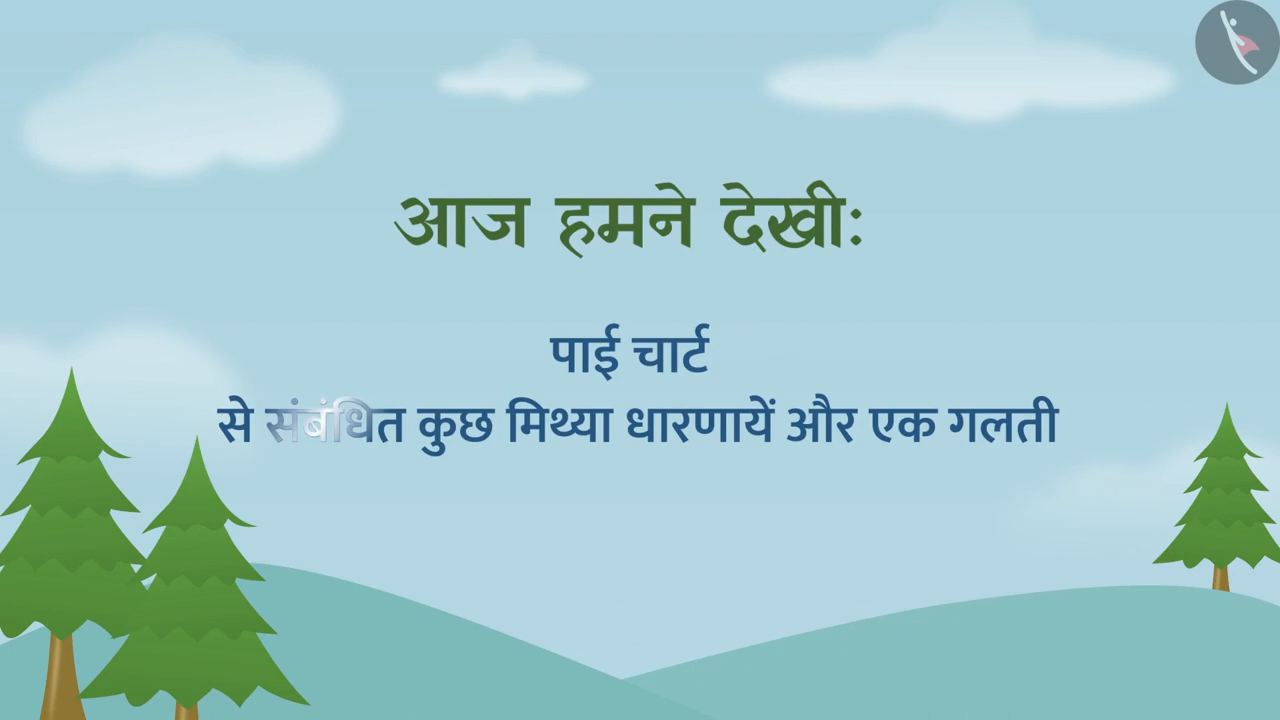 आज हमने देखी:
पाई चार्ट
से संबंधित कुछ मिथ्या धारणायें और एक गलती